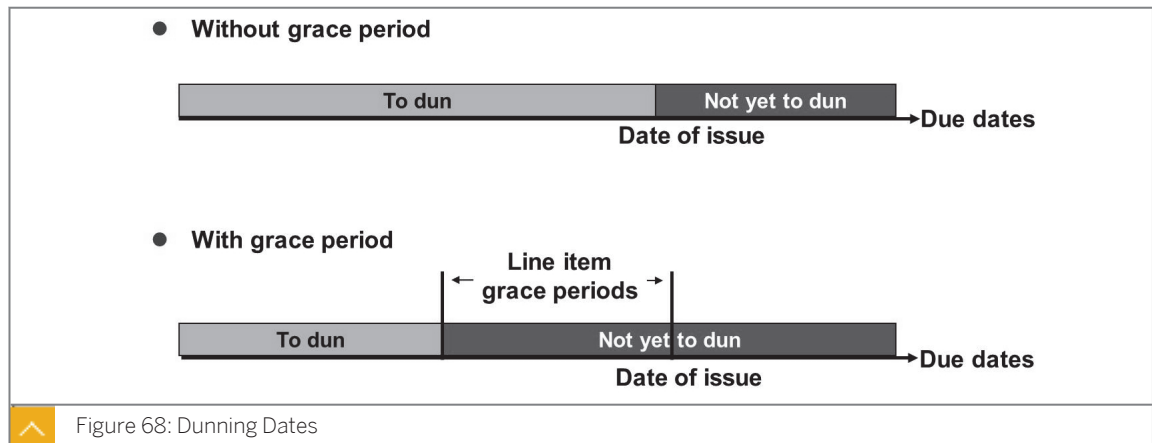 Without grace period
To dun
Not yet to dun
Due dates
Date of issue
With grace period
Line item
grace periods
To dun
Not yet to dun
Due dates
Date of issue
Figure 68: Dunning Dates